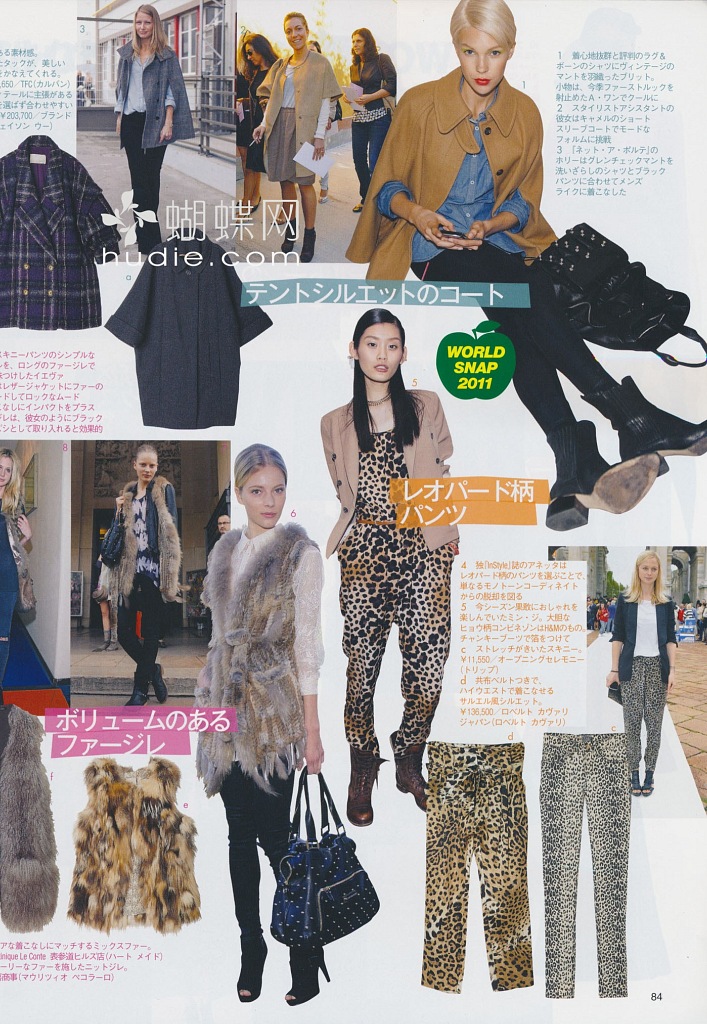 3
2
1
ある素材感。
タックが、美しい
をかなえてくれる。
,650／TFC（カルバン）
テールに主張がある
を選ばず合わせやすい
￥203,700／ブランド
ェイソン ウー）
1　着心地抜群と評判のラグ＆
ボーンのシャツにヴィンテージの
マントを羽織ったブリット。
小物は、今季ファーストルックを
射止めたA・ワンでクールに
2　スタイリストアシスタントの
彼女はキャメルのショート
スリーブコートでモードな
フォルムに挑戦
3　『ネット・ア・ポルテ』の
ホリーはグレンチェックマントを
洗いざらしのシャツとブラック
パンツに合わせてメンズ
ライクに着こなした
蝴蝶网
hudie.com
a
テントシルエットのコート
WORLD
SNAP
2011
スキニーパンツのシンプルな
ルを、ロングのファージレで
味つけしたイエヴァ
はレザージャケットにファーの
ードしてロックなムード
こなしにインパクトをプラス
ドレは、彼女のようにブラック
パンとして取り入れると効果的
5
8
6
4
レオパード柄
パンツ
4　独『InStyle』誌のアネッタは
レオパード柄のパンツを選ぶことで、
単なるモノトーンコーディネイト
からの脱却を図る
5　今シーズン果敢におしゃれを
楽しんでいたミン・ジ。大胆な
ヒョウ柄コンビネゾンはH&Mのもの。
チャンキーブーツで箔をつけて
c　ストレッチがきいたスキニー。
￥11,550／オープニングセレモニー
（トリップ）
d　共布ベルトつきで、
ハイウエストで着こなせる
サルエル風シルエット。
￥136,500／ロベルト カヴァリ
ジャパン（ロベルト カヴァリ）
ボリュームのある
ファージレ
d
c
f
e
アな着こなしにマッチするミックスファー。
inique Le Conte 表参道ヒルズ店（ハート メイド）
ーリーなファーを施したニットジレ。
商事（マウリツィオ ペコラーロ）
84